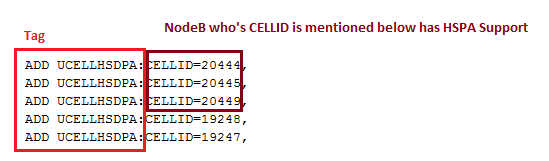 NodeB who's CELLID is mentioned below has HSPA Support
Tag
ADD UCELLHSDPA:CELLID=20444,
ADD UCELLHSDPA:CELLID=20445,
ADD UCELLHSDPA:CELLID=20449,
ADD UCELLHSDPA:CELLID=19248,
ADD UCELLHSDPA:CELLID=19247,